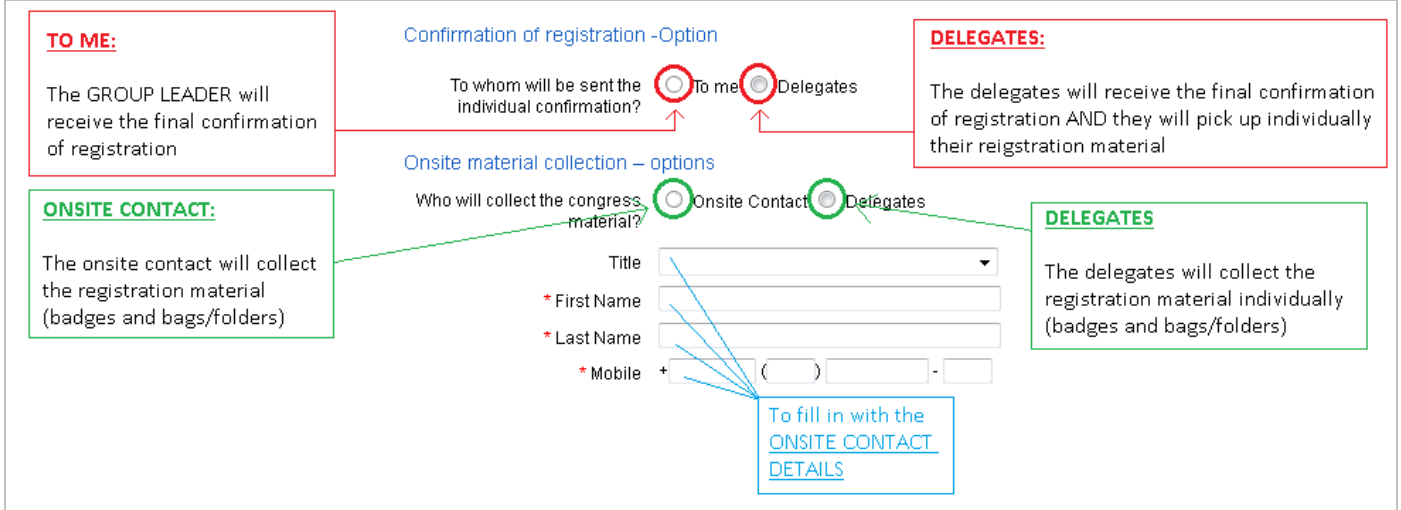 TO ME:
The GROUP LEADER will
receive the final confirmation
of registration
Confirmation of registration -Option
To whom will be sent the
individual confirmation?
To me
Delegates
DELEGATES:
The delegates will receive the final confirmation
of registration AND they will pick up individually
their reigstration material
Onsite material collection – options
Who will collect the congress
material?
Onsite Contact
Delegates
ONSITE CONTACT:
The onsite contact will collect
the registration material
(badges and bags/folders)
DELEGATES
The delegates will collect the
registration material individually
(badges and bags/folders)
Title
* First Name
* Last Name
* Mobile + ( ) -
To fill in with the
ONSITE CONTACT
DETAILS